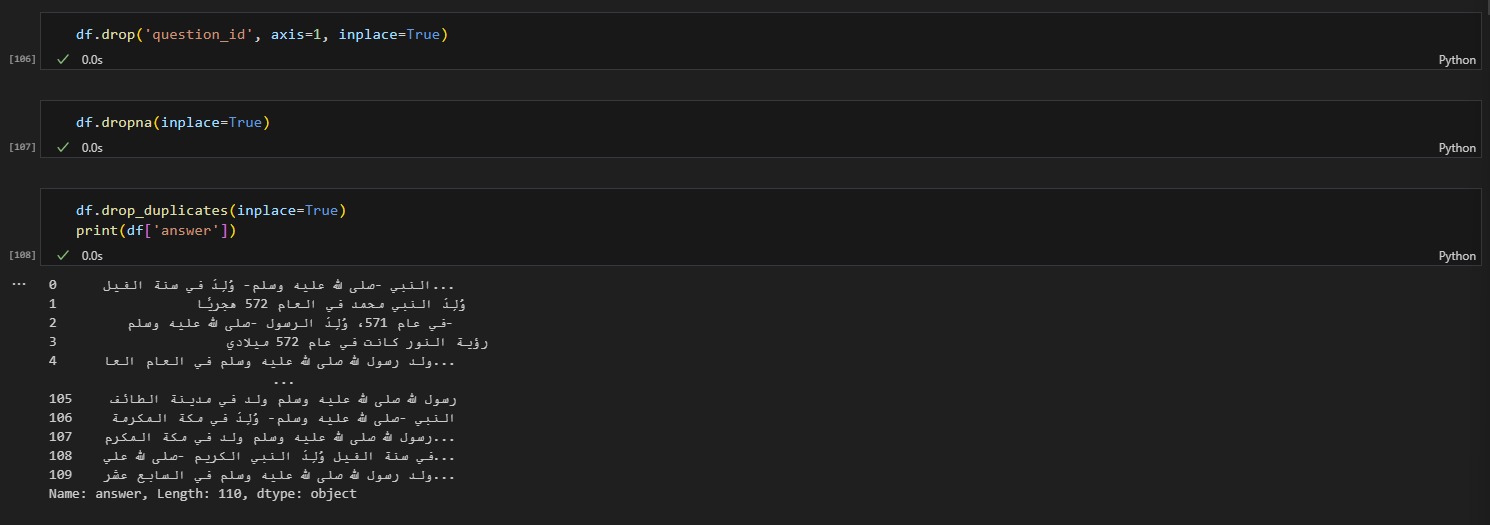 df.drop('question_id', axis=1, inplace=True)
[106] ✓ 0.0s Python
df.dropna(inplace=True)
[107] ✓ 0.0s Python
df.drop_duplicates(inplace=True)
print(df['answer'])
[108] ✓ 0.0s Python
... 0 النبي -صلى الله عليه وسلم- وُلِدَ في سنة الفيل...
1 وُلِدَ النبي محمد في العام 572 هجريًا
2 في عام 571، وُلِدَ الرسول -صلى الله عليه وسلم-
3 رؤية النور كانت في عام 572 ميلادي
4 ولد رسول الله صلى الله عليه وسلم في العام العا...
...
105 رسول الله صلى الله عليه وسلم ولد في مدينة الطائف
106 النبي -صلى الله عليه وسلم- وُلِدَ في مكة المكرمة
107 رسول الله صلى الله عليه وسلم ولد في مكة المكرم...
108 في سنة الفيل وُلِدَ النبي الكريم -صلى الله علي...
109 ولد رسول الله صلى الله عليه وسلم في السابع عشر...
Name: answer, Length: 110, dtype: object